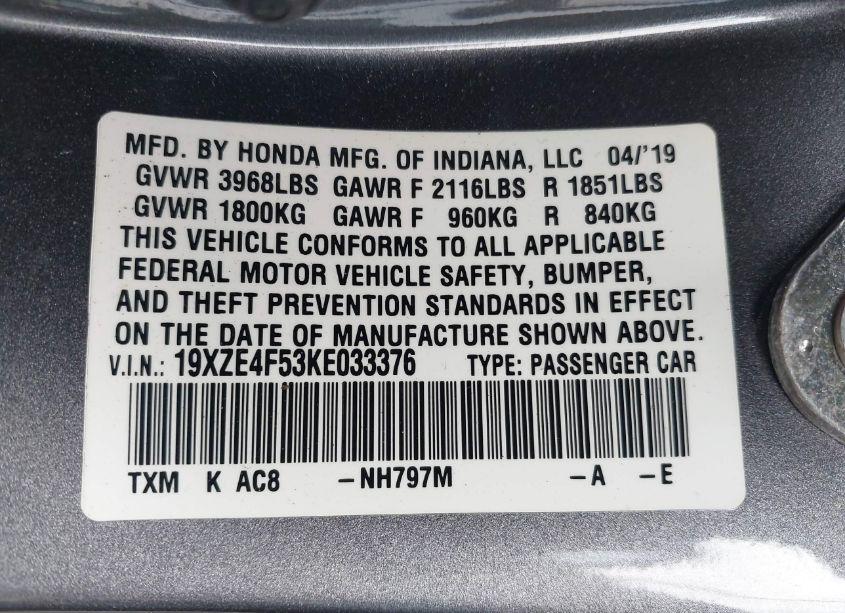 MFD. BY HONDA MFG. OF INDIANA, LLC 04/'19
GVWR 3968LBS GAWR F 2116LBS R 1851LBS
GVWR 1800KG GAWR F 960KG R 840KG
THIS VEHICLE CONFORMS TO ALL APPLICABLE
FEDERAL MOTOR VEHICLE SAFETY, BUMPER,
AND THEFT PREVENTION STANDARDS IN EFFECT
ON THE DATE OF MANUFACTURE SHOWN ABOVE.
V.I.N.: 19XZE4F53KE033376 TYPE: PASSENGER CAR
TXM K AC8 -NH797M -A -E